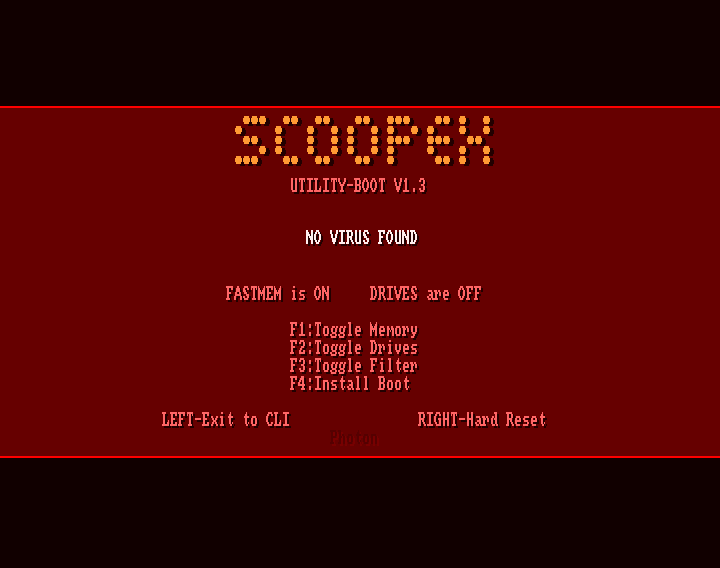 SCOOPEX
UTILITY-BOOT V1.3
NO VIRUS FOUND
FASTMEM is ON DRIVES are OFF
F1:Toggle Memory
F2:Toggle Drives
F3:Toggle Filter
F4:Install Boot
LEFT-Exit to CLI RIGHT-Hard Reset
Photon